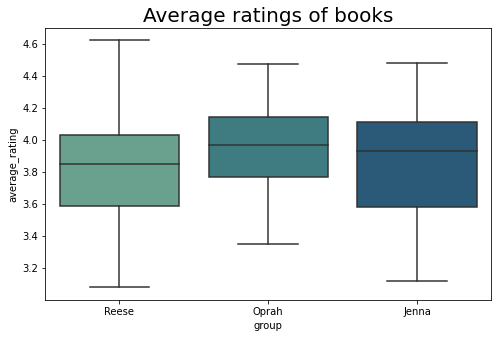 Average ratings of books
average_rating
4.6
4.4
4.2
4.0
3.8
3.6
3.4
3.2
Reese
Oprah
Jenna
group